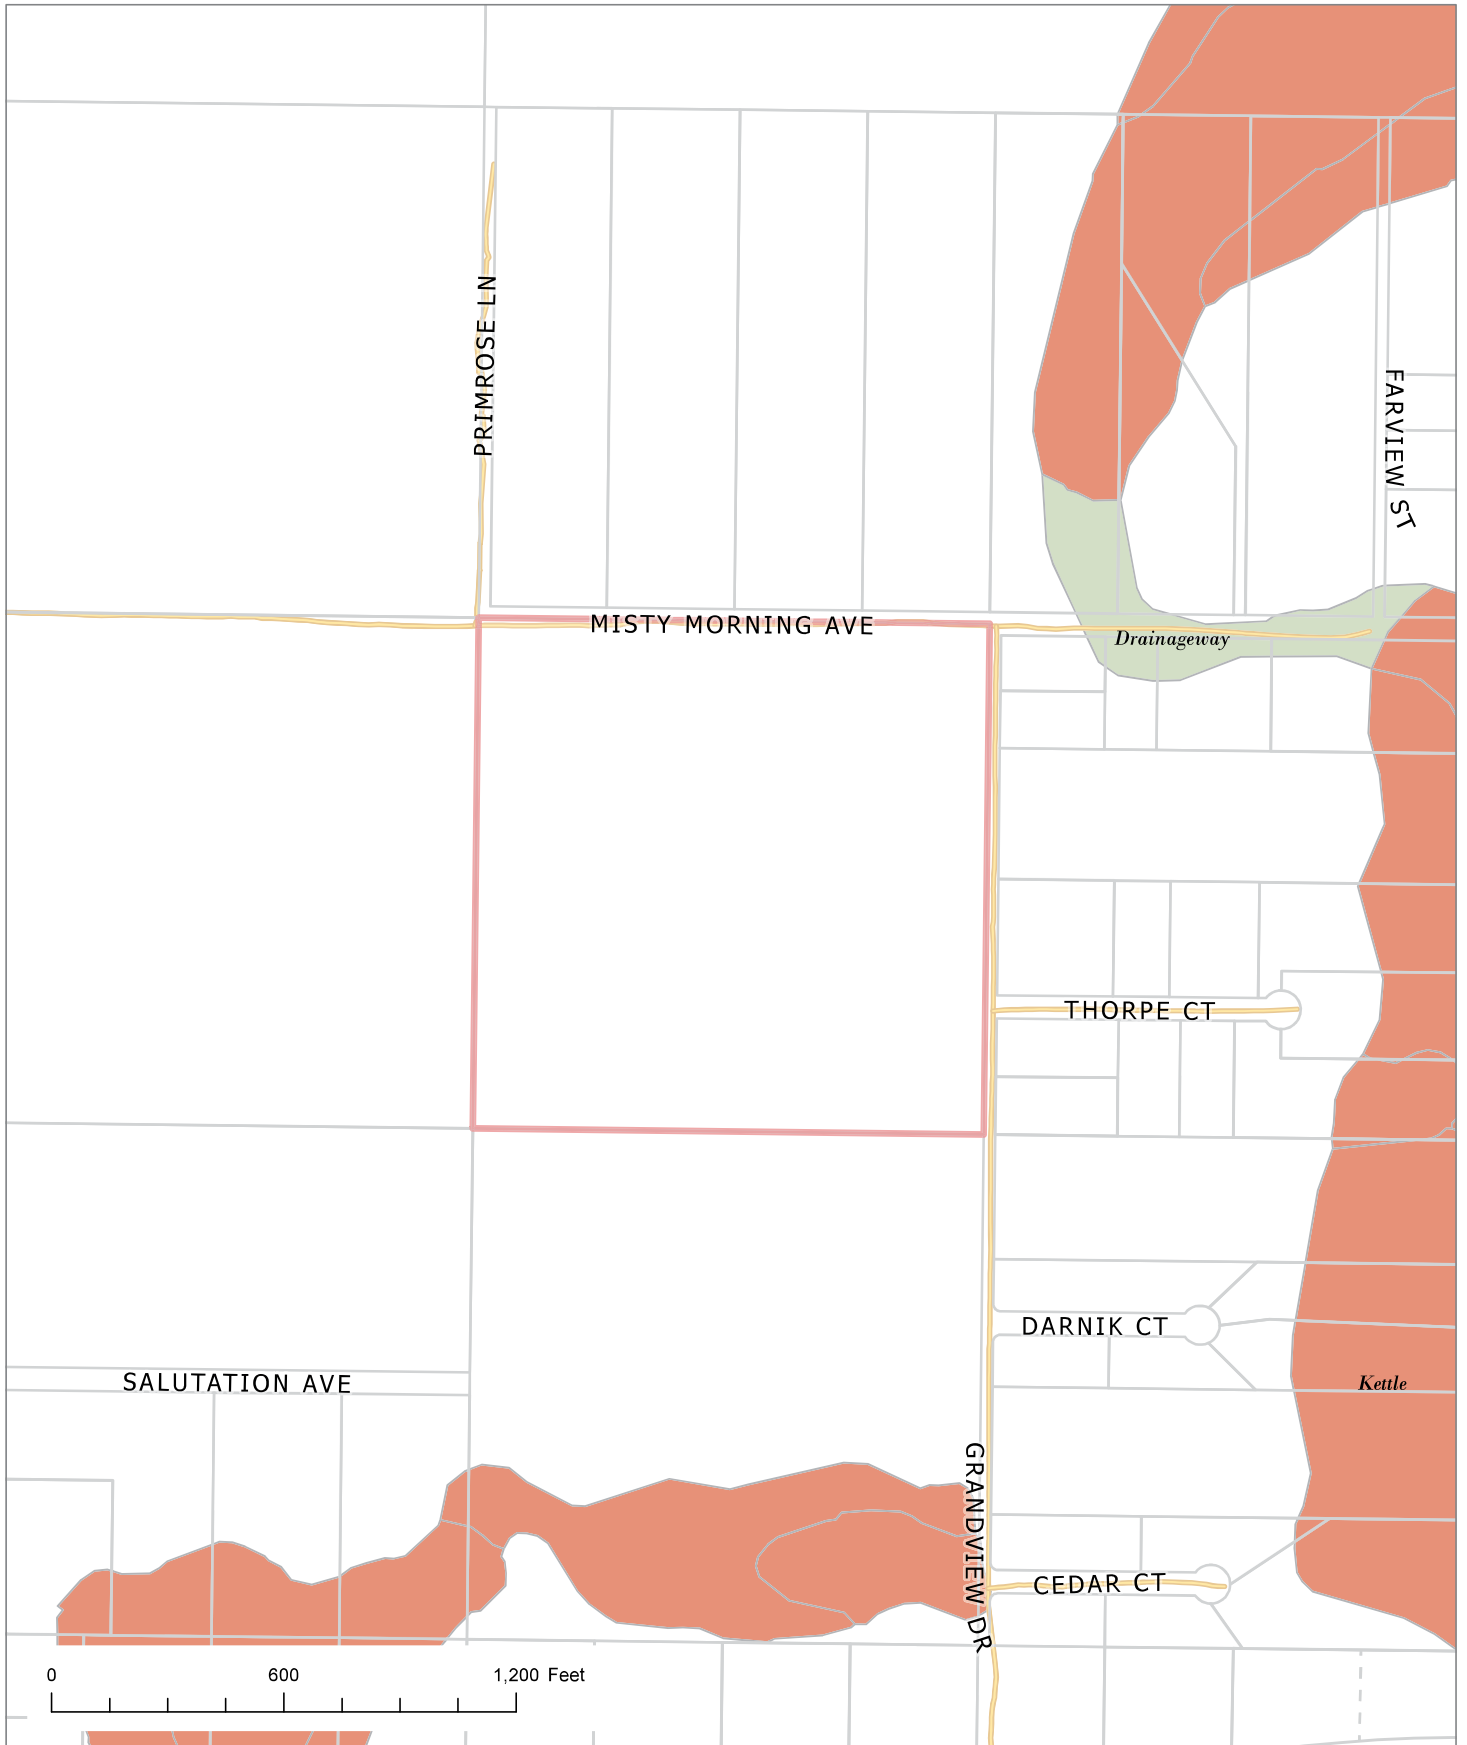 PRIMROSE LN
FARVIEW ST
MISTY MORNING AVE
Drainageway
THORPE CT
DARNIK CT
SALUTATION AVE
Kettle
GRANDVIEW DR
CEDAR CT
0 600 1,200 Feet